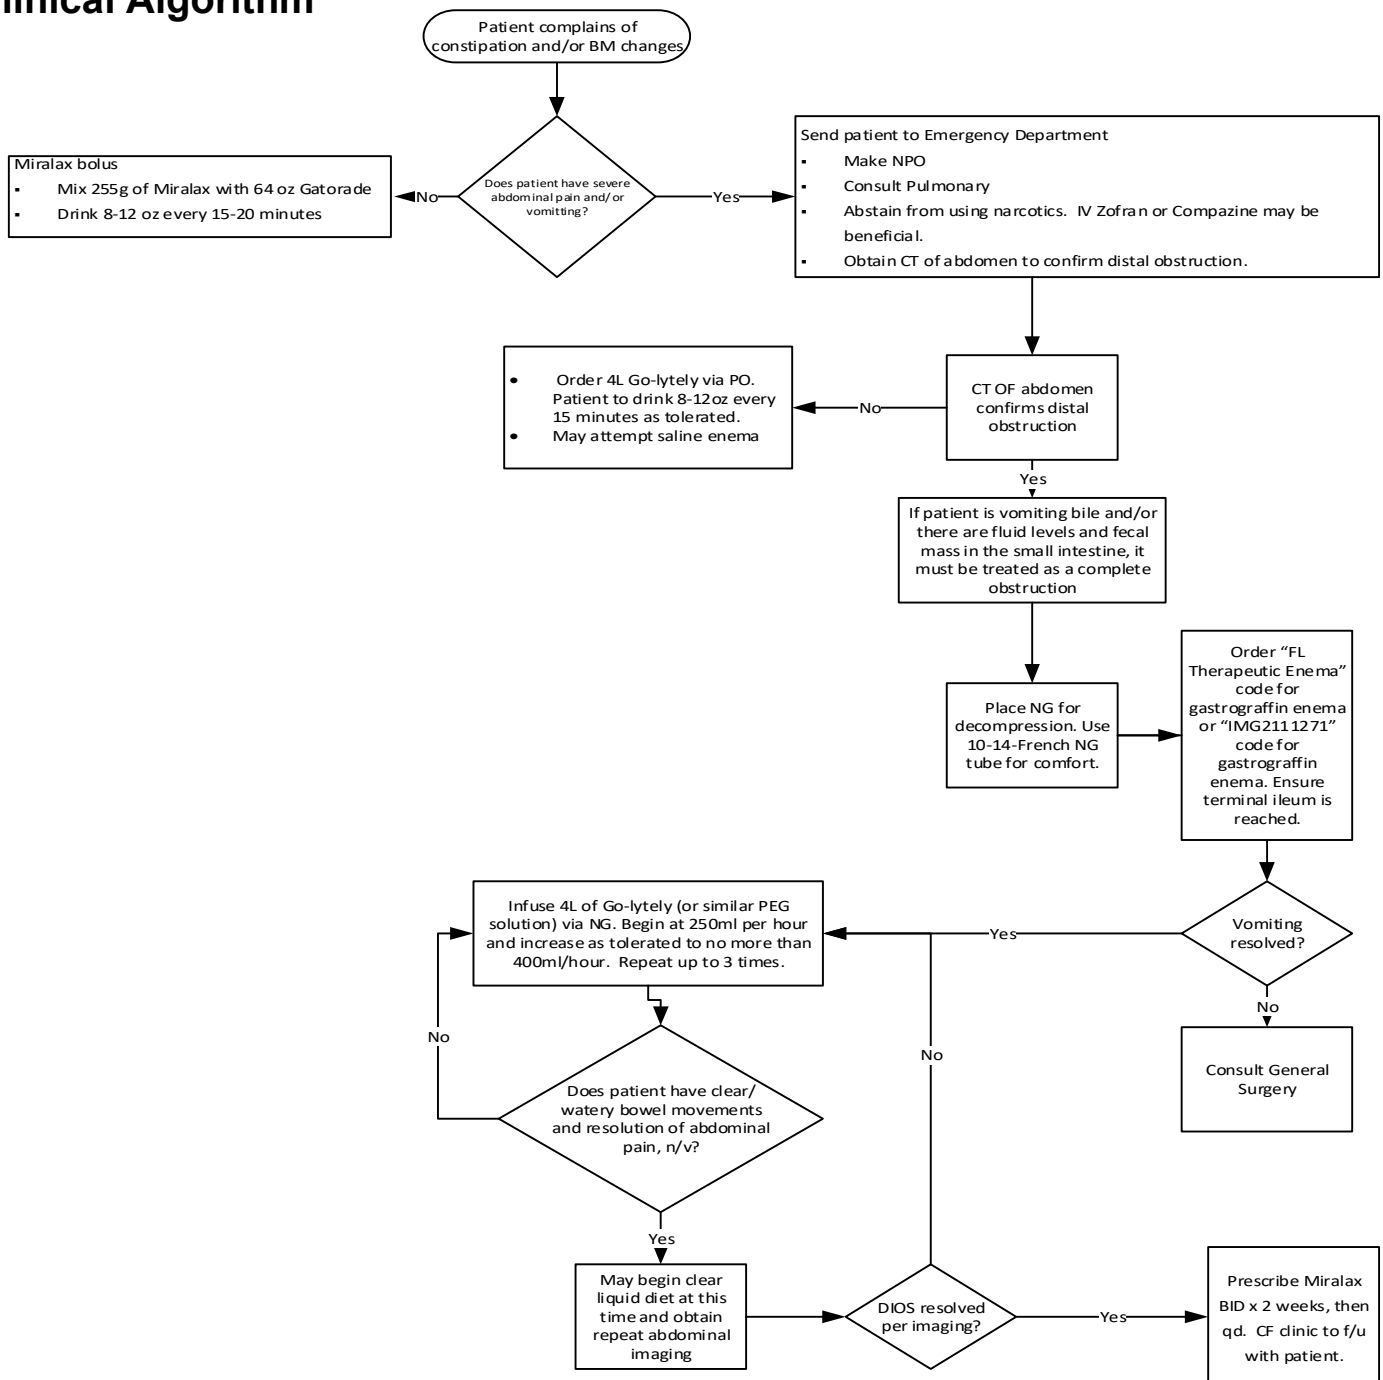 linical Algorithm
Patient complains of
constipation and/or BM changes
Does patient have severe
abdominal pain and/or
vomitting?
No
Yes
Miralax bolus
▪ Mix 255g of Miralax with 64 oz Gatorade
▪ Drink 8-12 oz every 15-20 minutes
Send patient to Emergency Department
▪ Make NPO
▪ Consult Pulmonary
▪ Abstain from using narcotics. IV Zofran or Compazine may be
beneficial.
▪ Obtain CT of abdomen to confirm distal obstruction.
CT OF abdomen
confirms distal
obstruction
No
• Order 4L Go-lytely via PO.
Patient to drink 8-12oz every
15 minutes as tolerated.
• May attempt saline enema
Yes
If patient is vomiting bile and/or
there are fluid levels and fecal
mass in the small intestine, it
must be treated as a complete
obstruction
Place NG for
decompression. Use
10-14-French NG
tube for comfort.
Order “FL
Therapeutic Enema”
code for
gastrograffin enema
or “IMG2111271”
code for
gastrograffin
enema. Ensure
terminal ileum is
reached.
Vomiting
resolved?
Yes
No
Consult General
Surgery
Infuse 4L of Go-lytely (or similar PEG
solution) via NG. Begin at 250ml per hour
and increase as tolerated to no more than
400ml/hour. Repeat up to 3 times.
No
Does patient have clear/
watery bowel movements
and resolution of abdominal
pain, n/v?
Yes
May begin clear
liquid diet at this
time and obtain
repeat abdominal
imaging
DIOS resolved
per imaging?
No
Yes
Prescribe Miralax
BID x 2 weeks, then
qd. CF clinic to f/u
with patient.